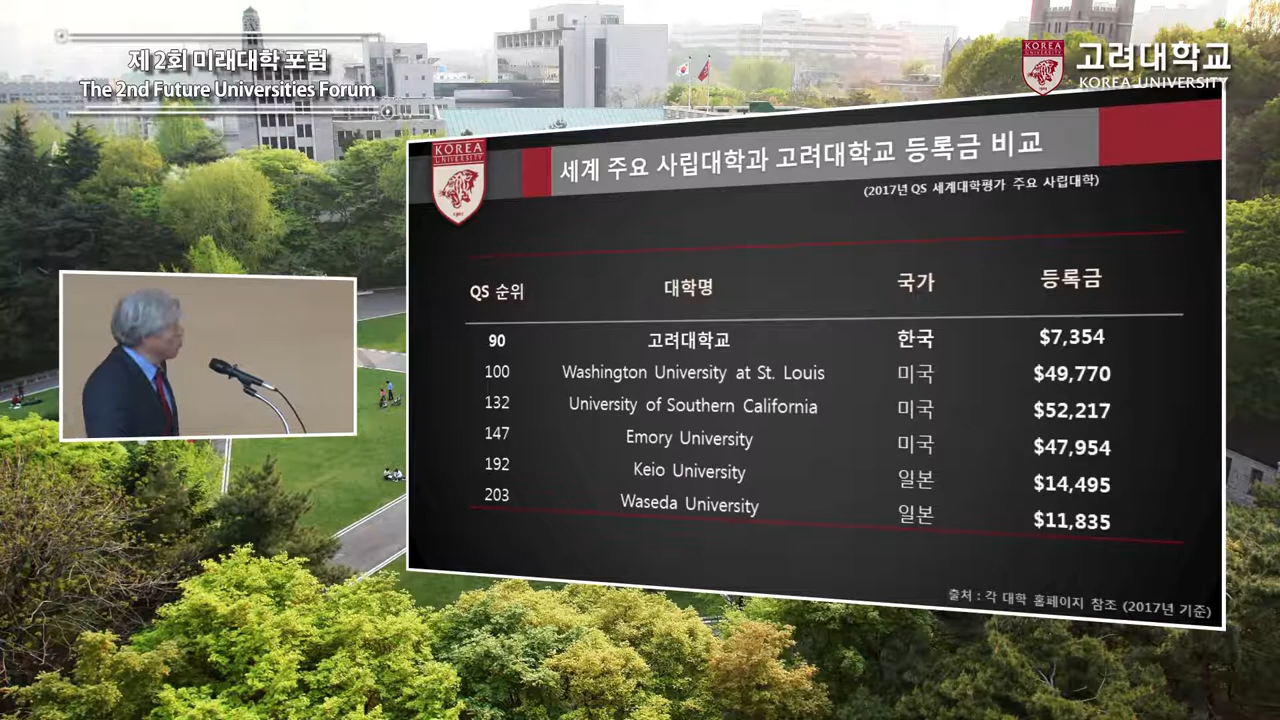 제 2회 미래대학 포럼
The 2nd Future Universities Forum
KOREA
UNIVERSITY
1905
고려대학교
KOREA UNIVERSITY
KOREA
UNIVERSITY
1905
세계 주요 사립대학과 고려대학교 등록금 비교
(2017년 QS 세계대학평가 주요 사립대학)
QS 순위 대학명 국가 등록금
90 고려대학교 한국 $7,354
100 Washington University at St. Louis 미국 $49,770
132 University of Southern California 미국 $52,217
147 Emory University 미국 $47,954
192 Keio University 일본 $14,495
203 Waseda University 일본 $11,835
출처 : 각 대학 홈페이지 참조 (2017년 기준)